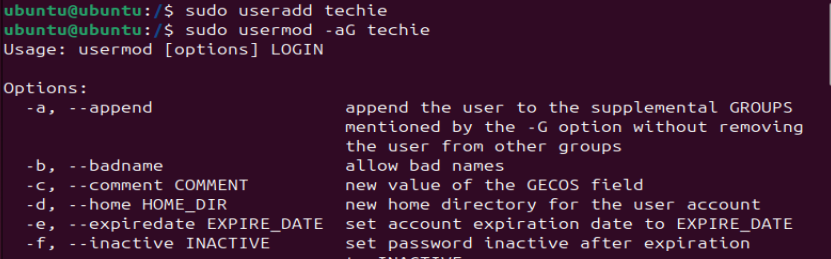 ubuntu@ubuntu:/$ sudo useradd techie
ubuntu@ubuntu:/$ sudo usermod -aG techie
Usage: usermod [options] LOGIN
Options:
-a, --append append the user to the supplemental GROUPS
mentioned by the -G option without removing
the user from other groups
-b, --badname allow bad names
-c, --comment COMMENT new value of the GECOS field
-d, --home HOME_DIR new home directory for the user account
-e, --expiredate EXPIRE_DATE set account expiration date to EXPIRE_DATE
-f, --inactive INACTIVE set password inactive after expiration
to INACTIVE